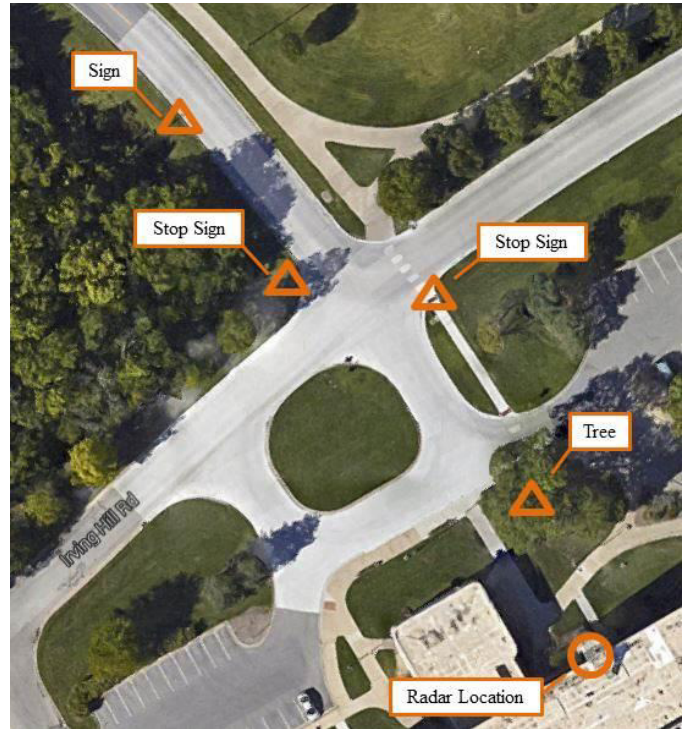 Sign
Stop Sign
Stop Sign
Tree
Irving Hill Rd
Radar Location